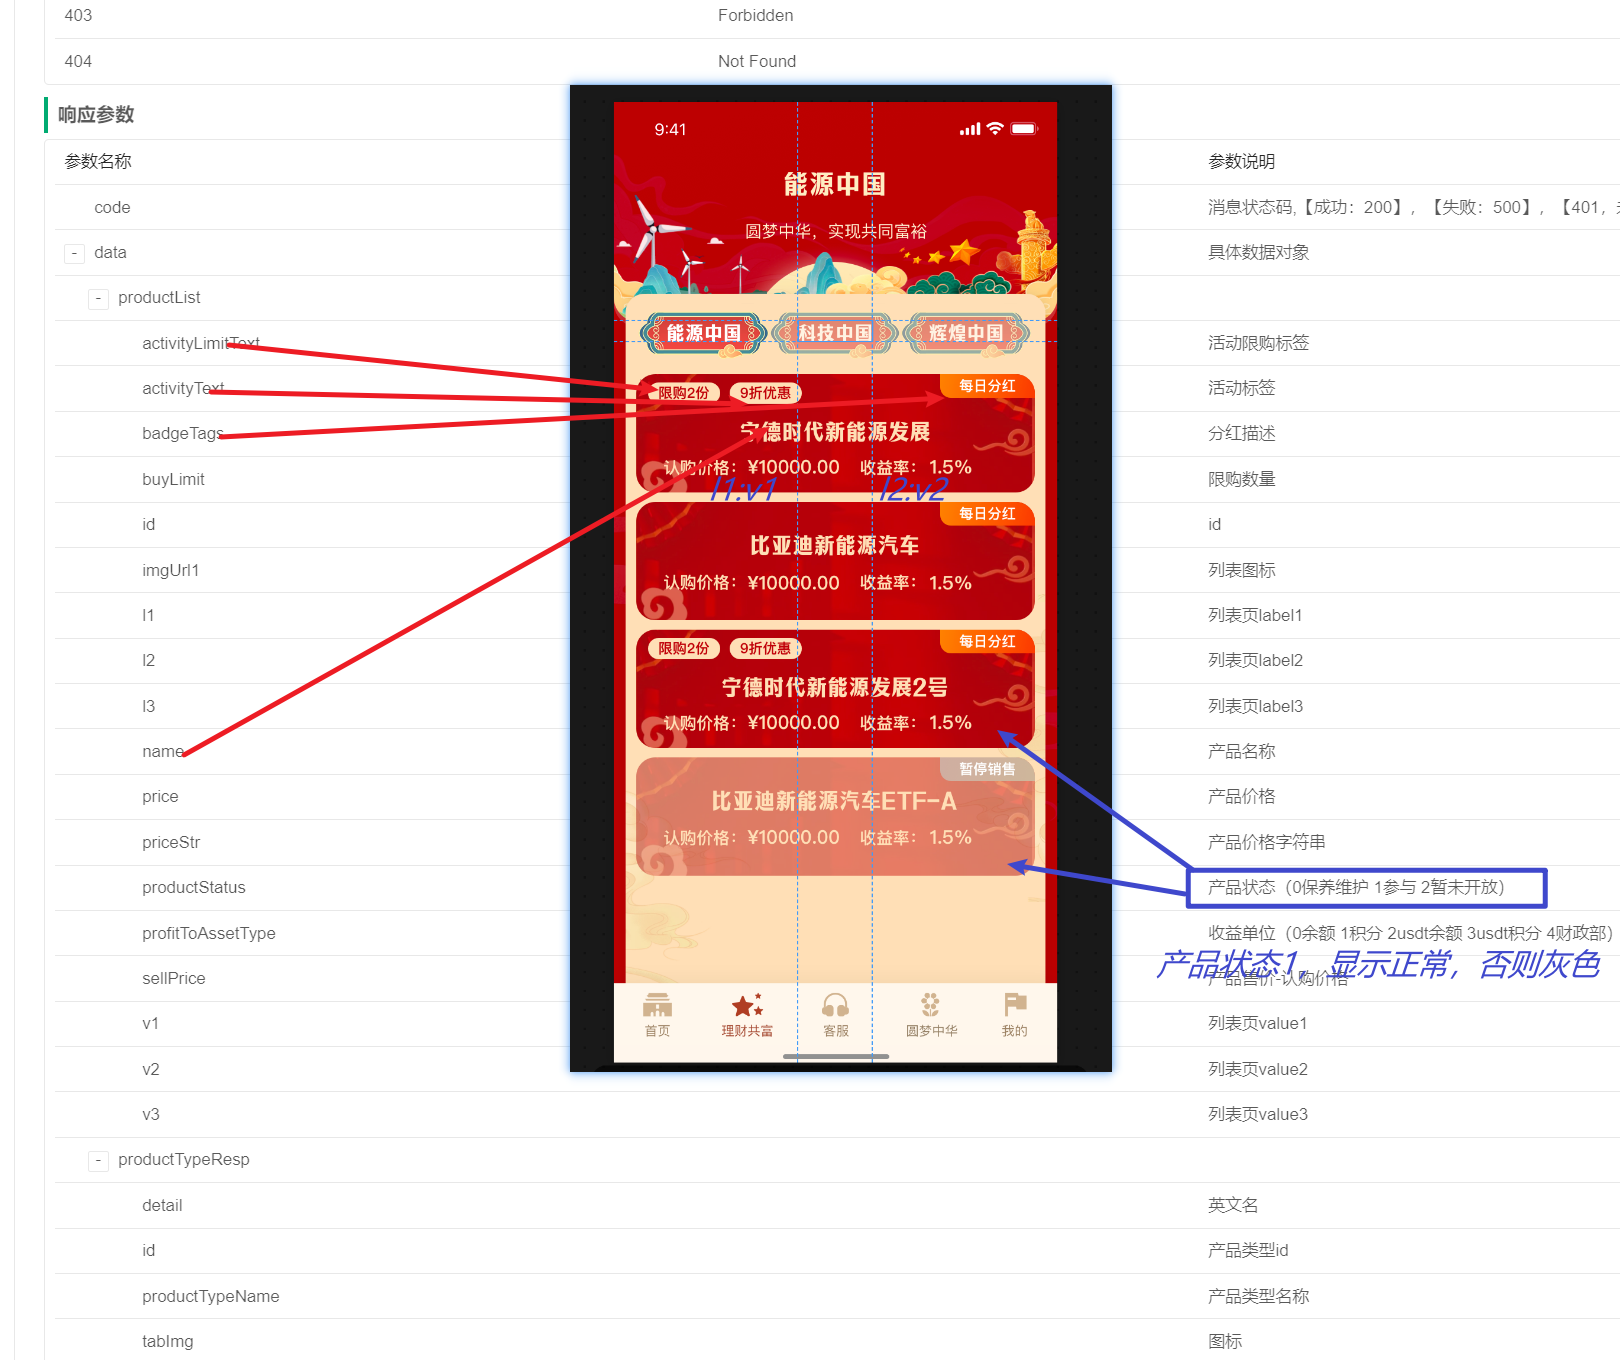 403 Forbidden
404 Not Found
响应参数
参数名称 参数说明
code 消息状态码,【成功：200】，【失败：500】，【401，
- data 具体数据对象
- productList
activityLimitText 活动限购标签
activityText 活动标签
badgeTags 分红描述
buyLimit 限购数量
id id
imgUrl1 列表图标
l1 列表页label1
l2 列表页label2
l3 列表页label3
name 产品名称
price 产品价格
priceStr 产品价格字符串
productStatus 产品状态（0保养维护 1参与 2暂未开放）
profitToAssetType 收益单位（0余额 1积分 2usdt余额 3usdt积分 4财政部）
产品状态1，显示正常，否则灰色
sellPrice 产品售价-认购价格
v1 列表页value1
v2 列表页value2
v3 列表页value3
- productTypeResp
detail 英文名
id 产品类型id
productTypeName 产品类型名称
tabImg 图标
9:41
能源中国
圆梦中华，实现共同富裕
能源中国 科技中国 辉煌中国
限购2份 9折优惠 每日分红
宁德时代新能源发展
认购价格：¥10000.00 收益率：1.5%
l1:v1 l2:v2
每日分红
比亚迪新能源汽车
认购价格：¥10000.00 收益率：1.5%
限购2份 9折优惠 每日分红
宁德时代新能源发展2号
认购价格：¥10000.00 收益率：1.5%
暂停销售
比亚迪新能源汽车ETF-A
认购价格：¥10000.00 收益率：1.5%
首页 理财共富 客服 圆梦中华 我的